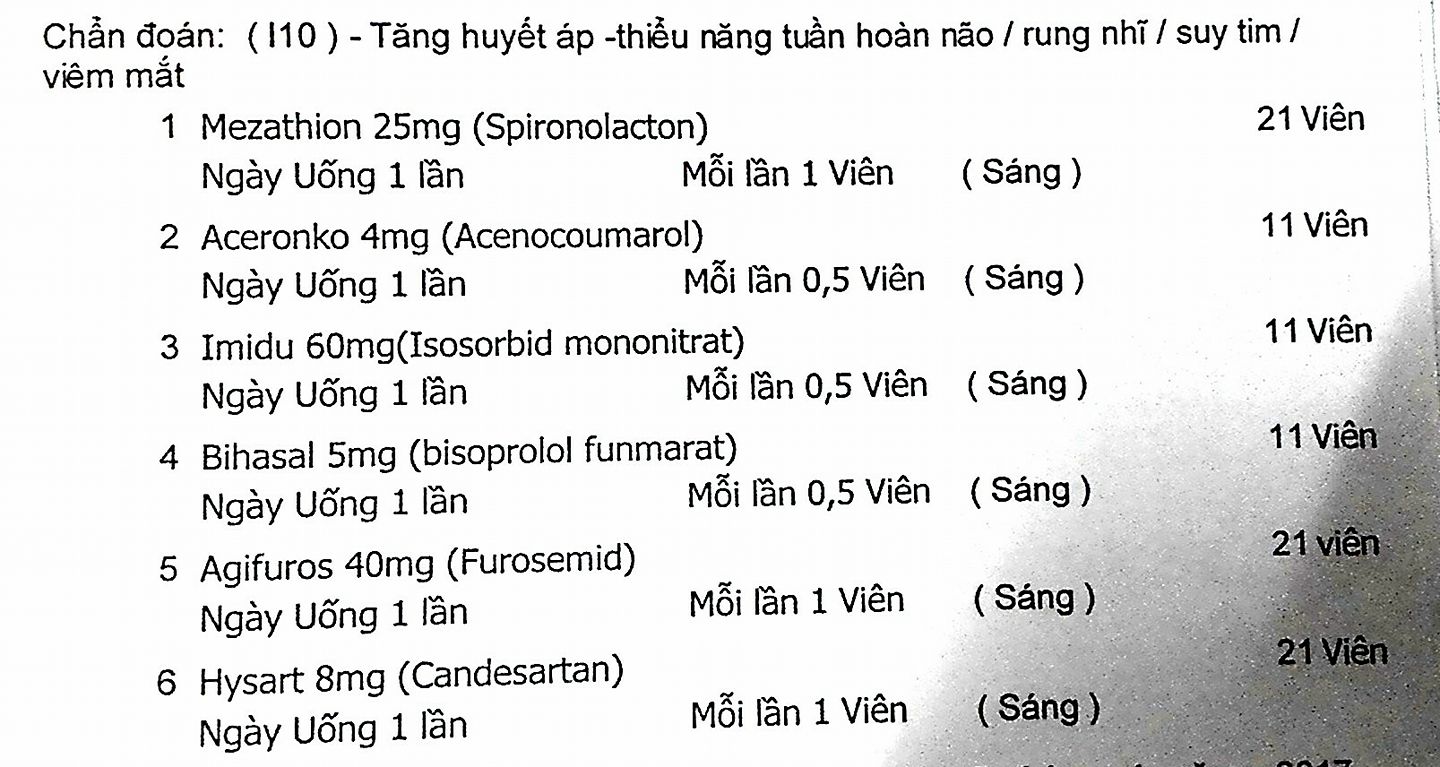 Chẩn đoán: ( I10 ) - Tăng huyết áp -thiểu năng tuần hoàn não / rung nhĩ / suy tim /
viêm mắt
1 Mezathion 25mg (Spironolacton) 21 Viên
Ngày Uống 1 lần Mỗi lần 1 Viên ( Sáng )
2 Aceronko 4mg (Acenocoumarol) 11 Viên
Ngày Uống 1 lần Mỗi lần 0,5 Viên ( Sáng )
3 Imidu 60mg(Isosorbid mononitrat) 11 Viên
Ngày Uống 1 lần Mỗi lần 0,5 Viên ( Sáng )
4 Bihasal 5mg (bisoprolol funmarat) 11 Viên
Ngày Uống 1 lần Mỗi lần 0,5 Viên ( Sáng )
5 Agifuros 40mg (Furosemid) 21 viên
Ngày Uống 1 lần Mỗi lần 1 Viên ( Sáng )
6 Hysart 8mg (Candesartan) 21 Viên
Ngày Uống 1 lần Mỗi lần 1 Viên ( Sáng )